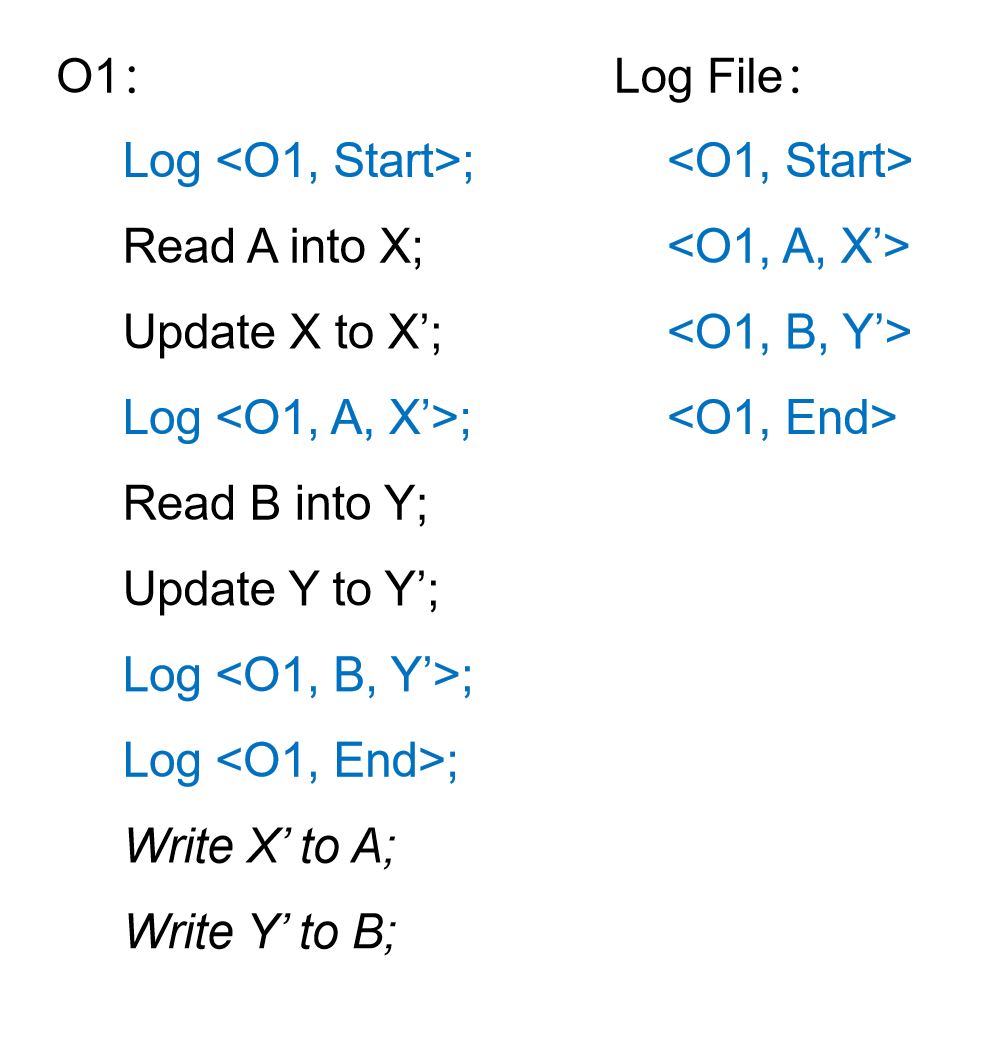 O1:
Log <O1, Start>;
Read A into X;
Update X to X’;
Log <O1, A, X’>;
Read B into Y;
Update Y to Y’;
Log <O1, B, Y’>;
Log <O1, End>;
Write X’ to A;
Write Y’ to B;
Log File:
<O1, Start>
<O1, A, X’>
<O1, B, Y’>
<O1, End>